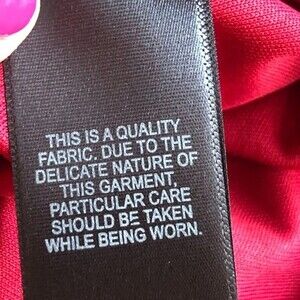 THIS IS A QUALITY
FABRIC. DUE TO THE
DELICATE NATURE OF
THIS GARMENT,
PARTICULAR CARE
SHOULD BE TAKEN
WHILE BEING WORN.